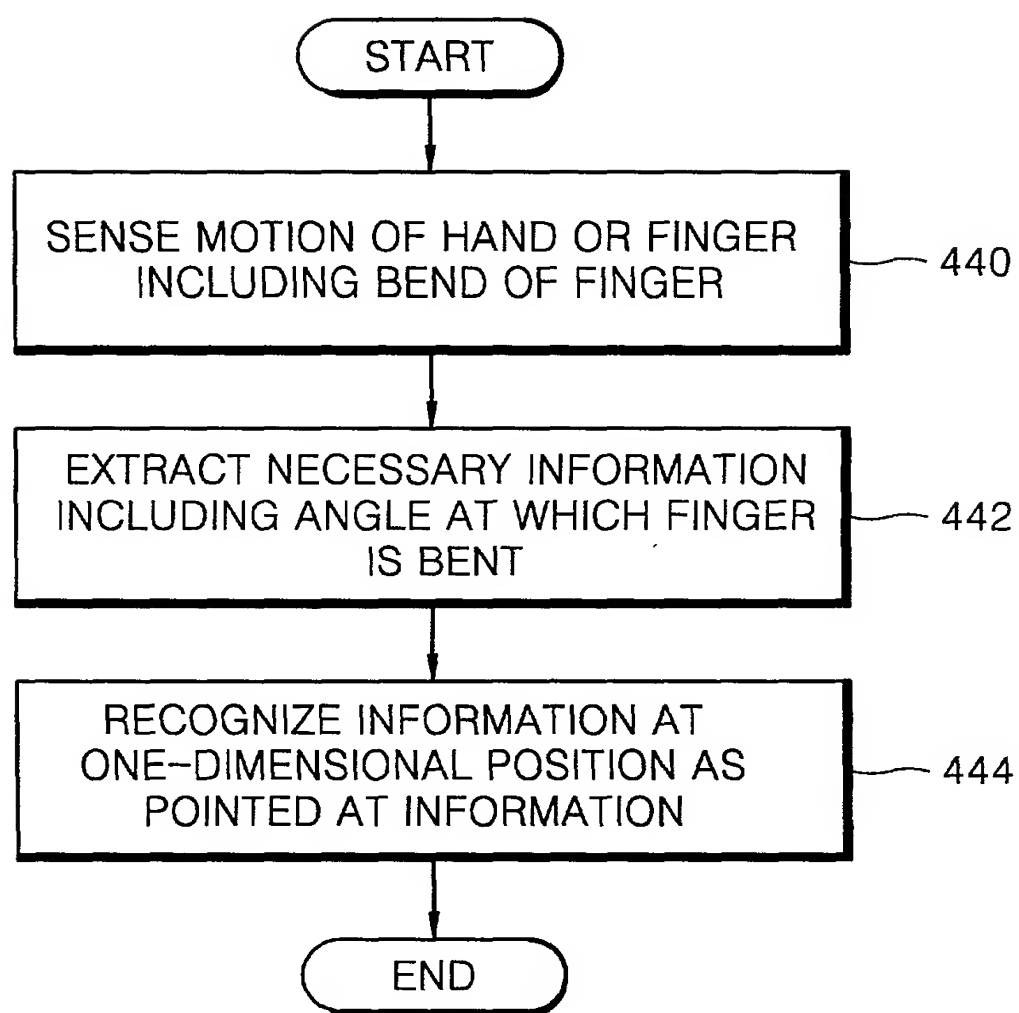 START
SENSE MOTION OF HAND OR FINGER
INCLUDING BEND OF FINGER
440
EXTRACT NECESSARY INFORMATION
INCLUDING ANGLE AT WHICH FINGER
IS BENT
442
RECOGNIZE INFORMATION AT
ONE-DIMENSIONAL POSITION AS
POINTED AT INFORMATION
444
END